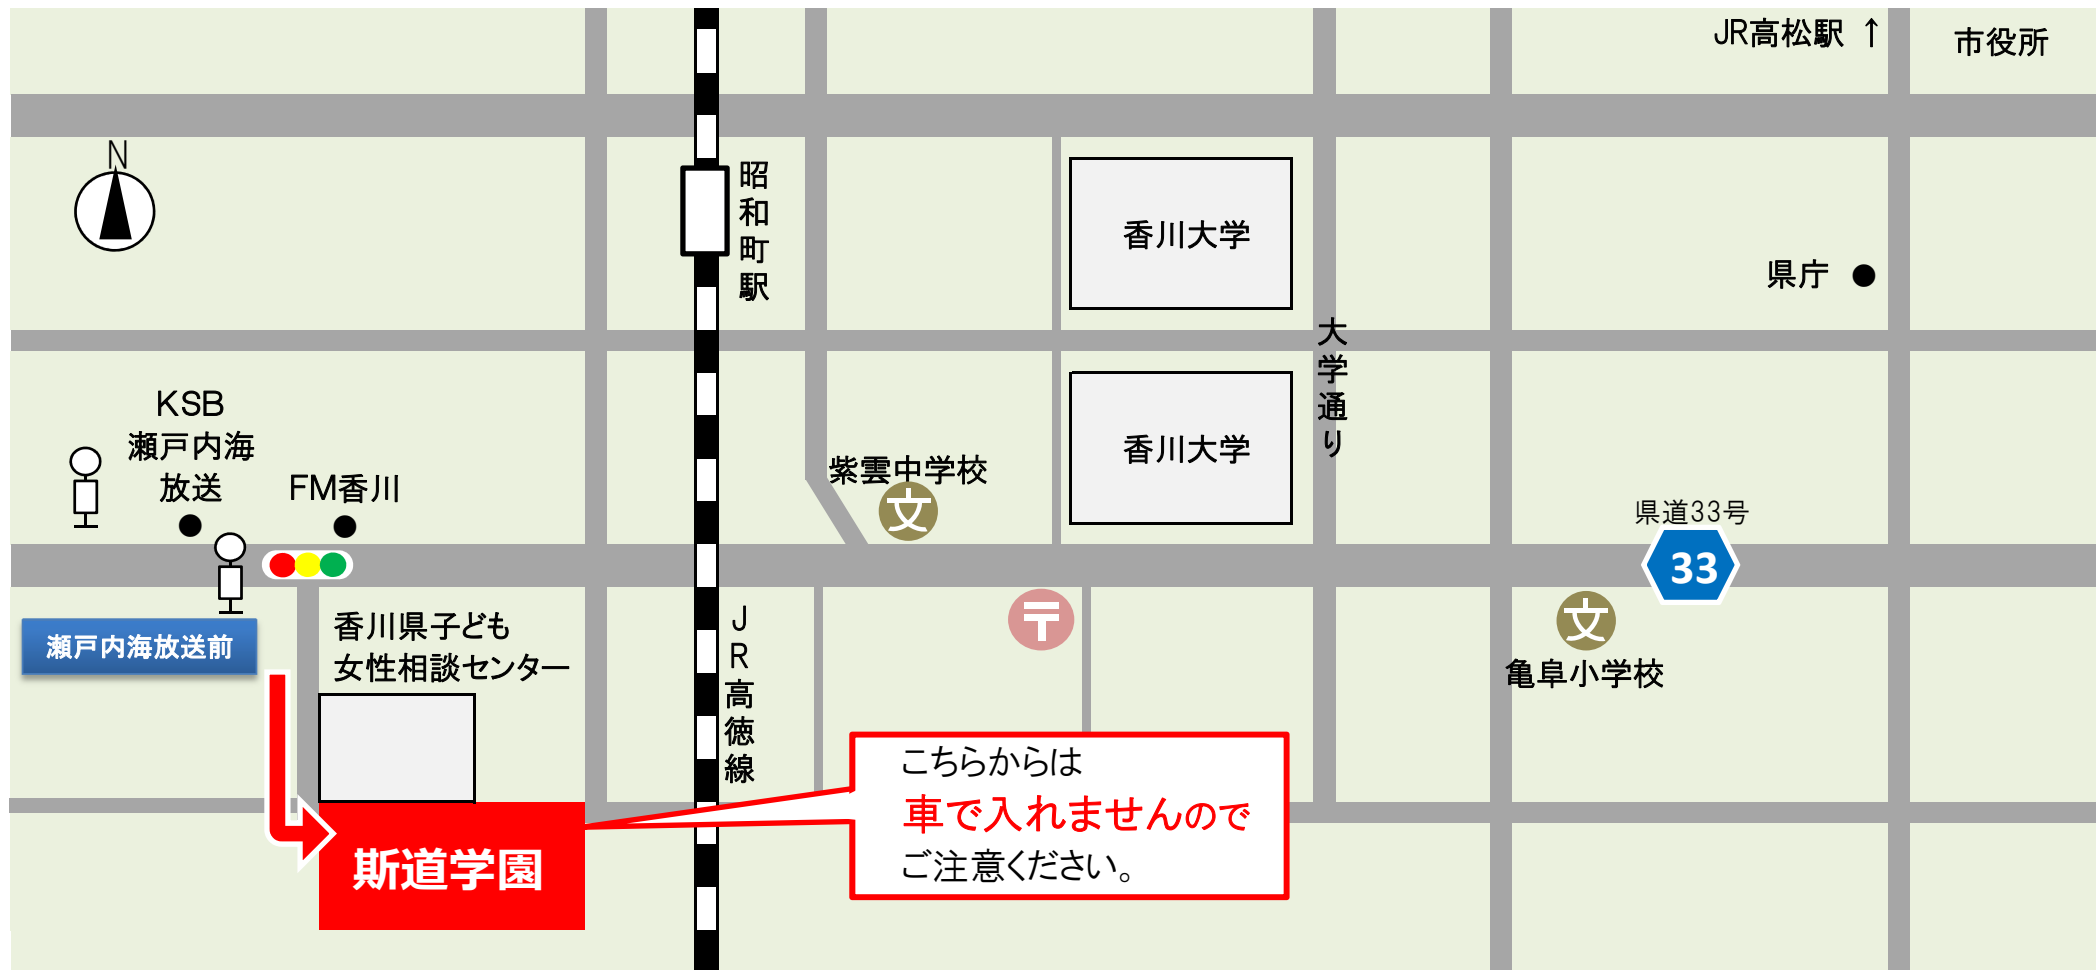 JR高松駅 ↑
市役所
N
昭和町駅
香川大学
県庁
大学通り
KSB
瀬戸内海
放送
FM香川
紫雲中学校
文
香川大学
県道33号
33
瀬戸内海放送前
香川県子ども
女性相談センター
JR高徳線
〒
文
亀阜小学校
こちらからは
車で入れませんので
ご注意ください。
斯道学園